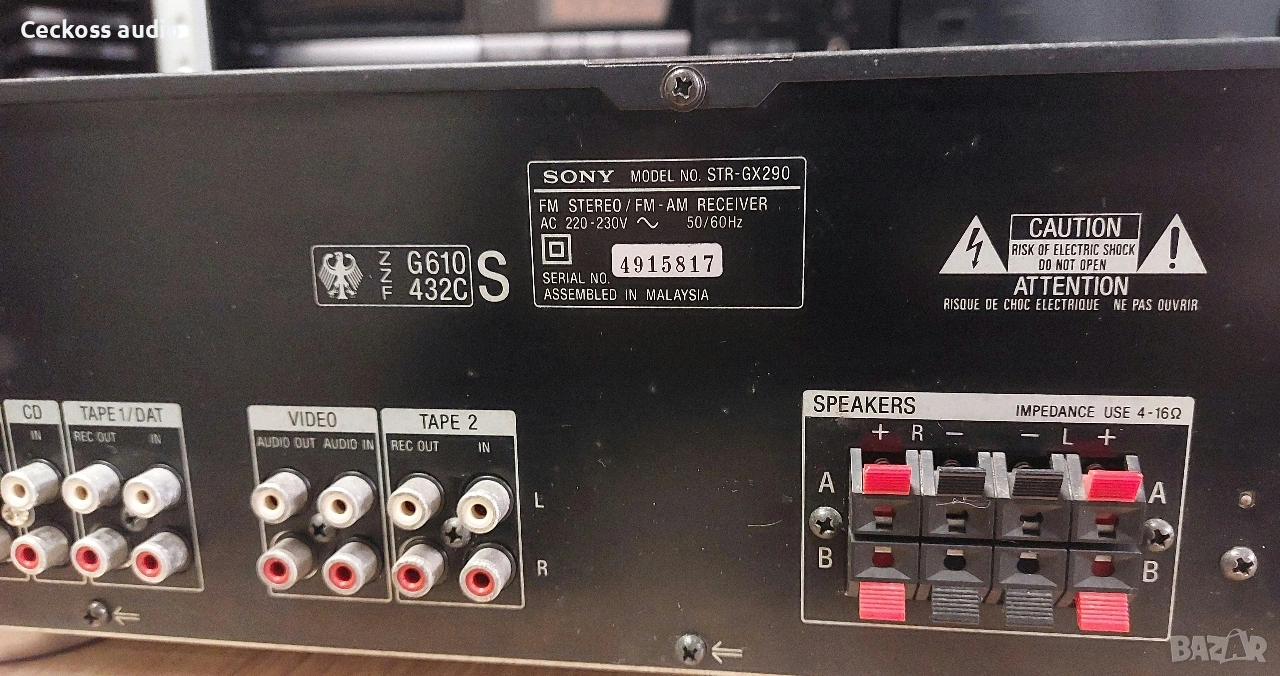 Ceckoss audio
SONY MODEL NO. STR-GX290
FM STEREO / FM-AM RECEIVER
AC 220-230V ~ 50/60Hz
SERIAL NO. 4915817
ASSEMBLED IN MALAYSIA
Z Z F
G610
432C
S
CAUTION
RISK OF ELECTRIC SHOCK
DO NOT OPEN
ATTENTION
RISQUE DE CHOC ELECTRIQUE NE PAS OUVRIR
CD
IN
TAPE 1/DAT
REC OUT IN
VIDEO
AUDIO OUT AUDIO IN
TAPE 2
REC OUT IN
L
R
SPEAKERS IMPEDANCE USE 4-16Ω
+ R − − L +
A A
B B
BAZAR